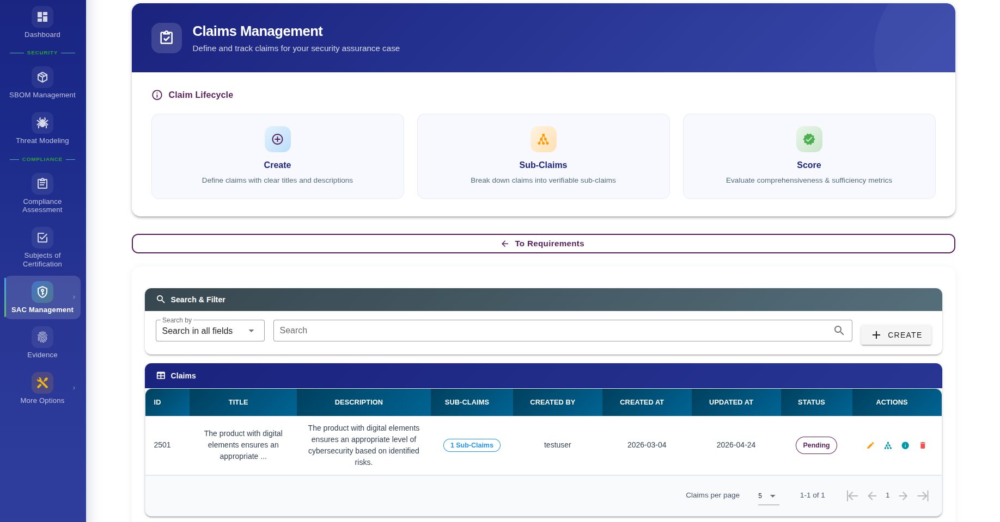 Dashboard
SECURITY
SBOM Management
Threat Modeling
COMPLIANCE
Compliance
Assessment
Subjects of
Certification
SAC Management
Evidence
More Options
Claims Management
Define and track claims for your security assurance case
Claim Lifecycle
Create
Define claims with clear titles and descriptions
Sub-Claims
Break down claims into verifiable sub-claims
Score
Evaluate comprehensiveness & sufficiency metrics
To Requirements
Search & Filter
Search by
Search in all fields
Search
CREATE
Claims
ID TITLE DESCRIPTION SUB-CLAIMS CREATED BY CREATED AT UPDATED AT STATUS ACTIONS
2501
The product with digital
elements ensures an
appropriate ...
The product with digital elements
ensures an appropriate level of
cybersecurity based on identified
risks.
1 Sub-Claims
testuser
2026-03-04
2026-04-24
Pending
Claims per page 5 1-1 of 1 1